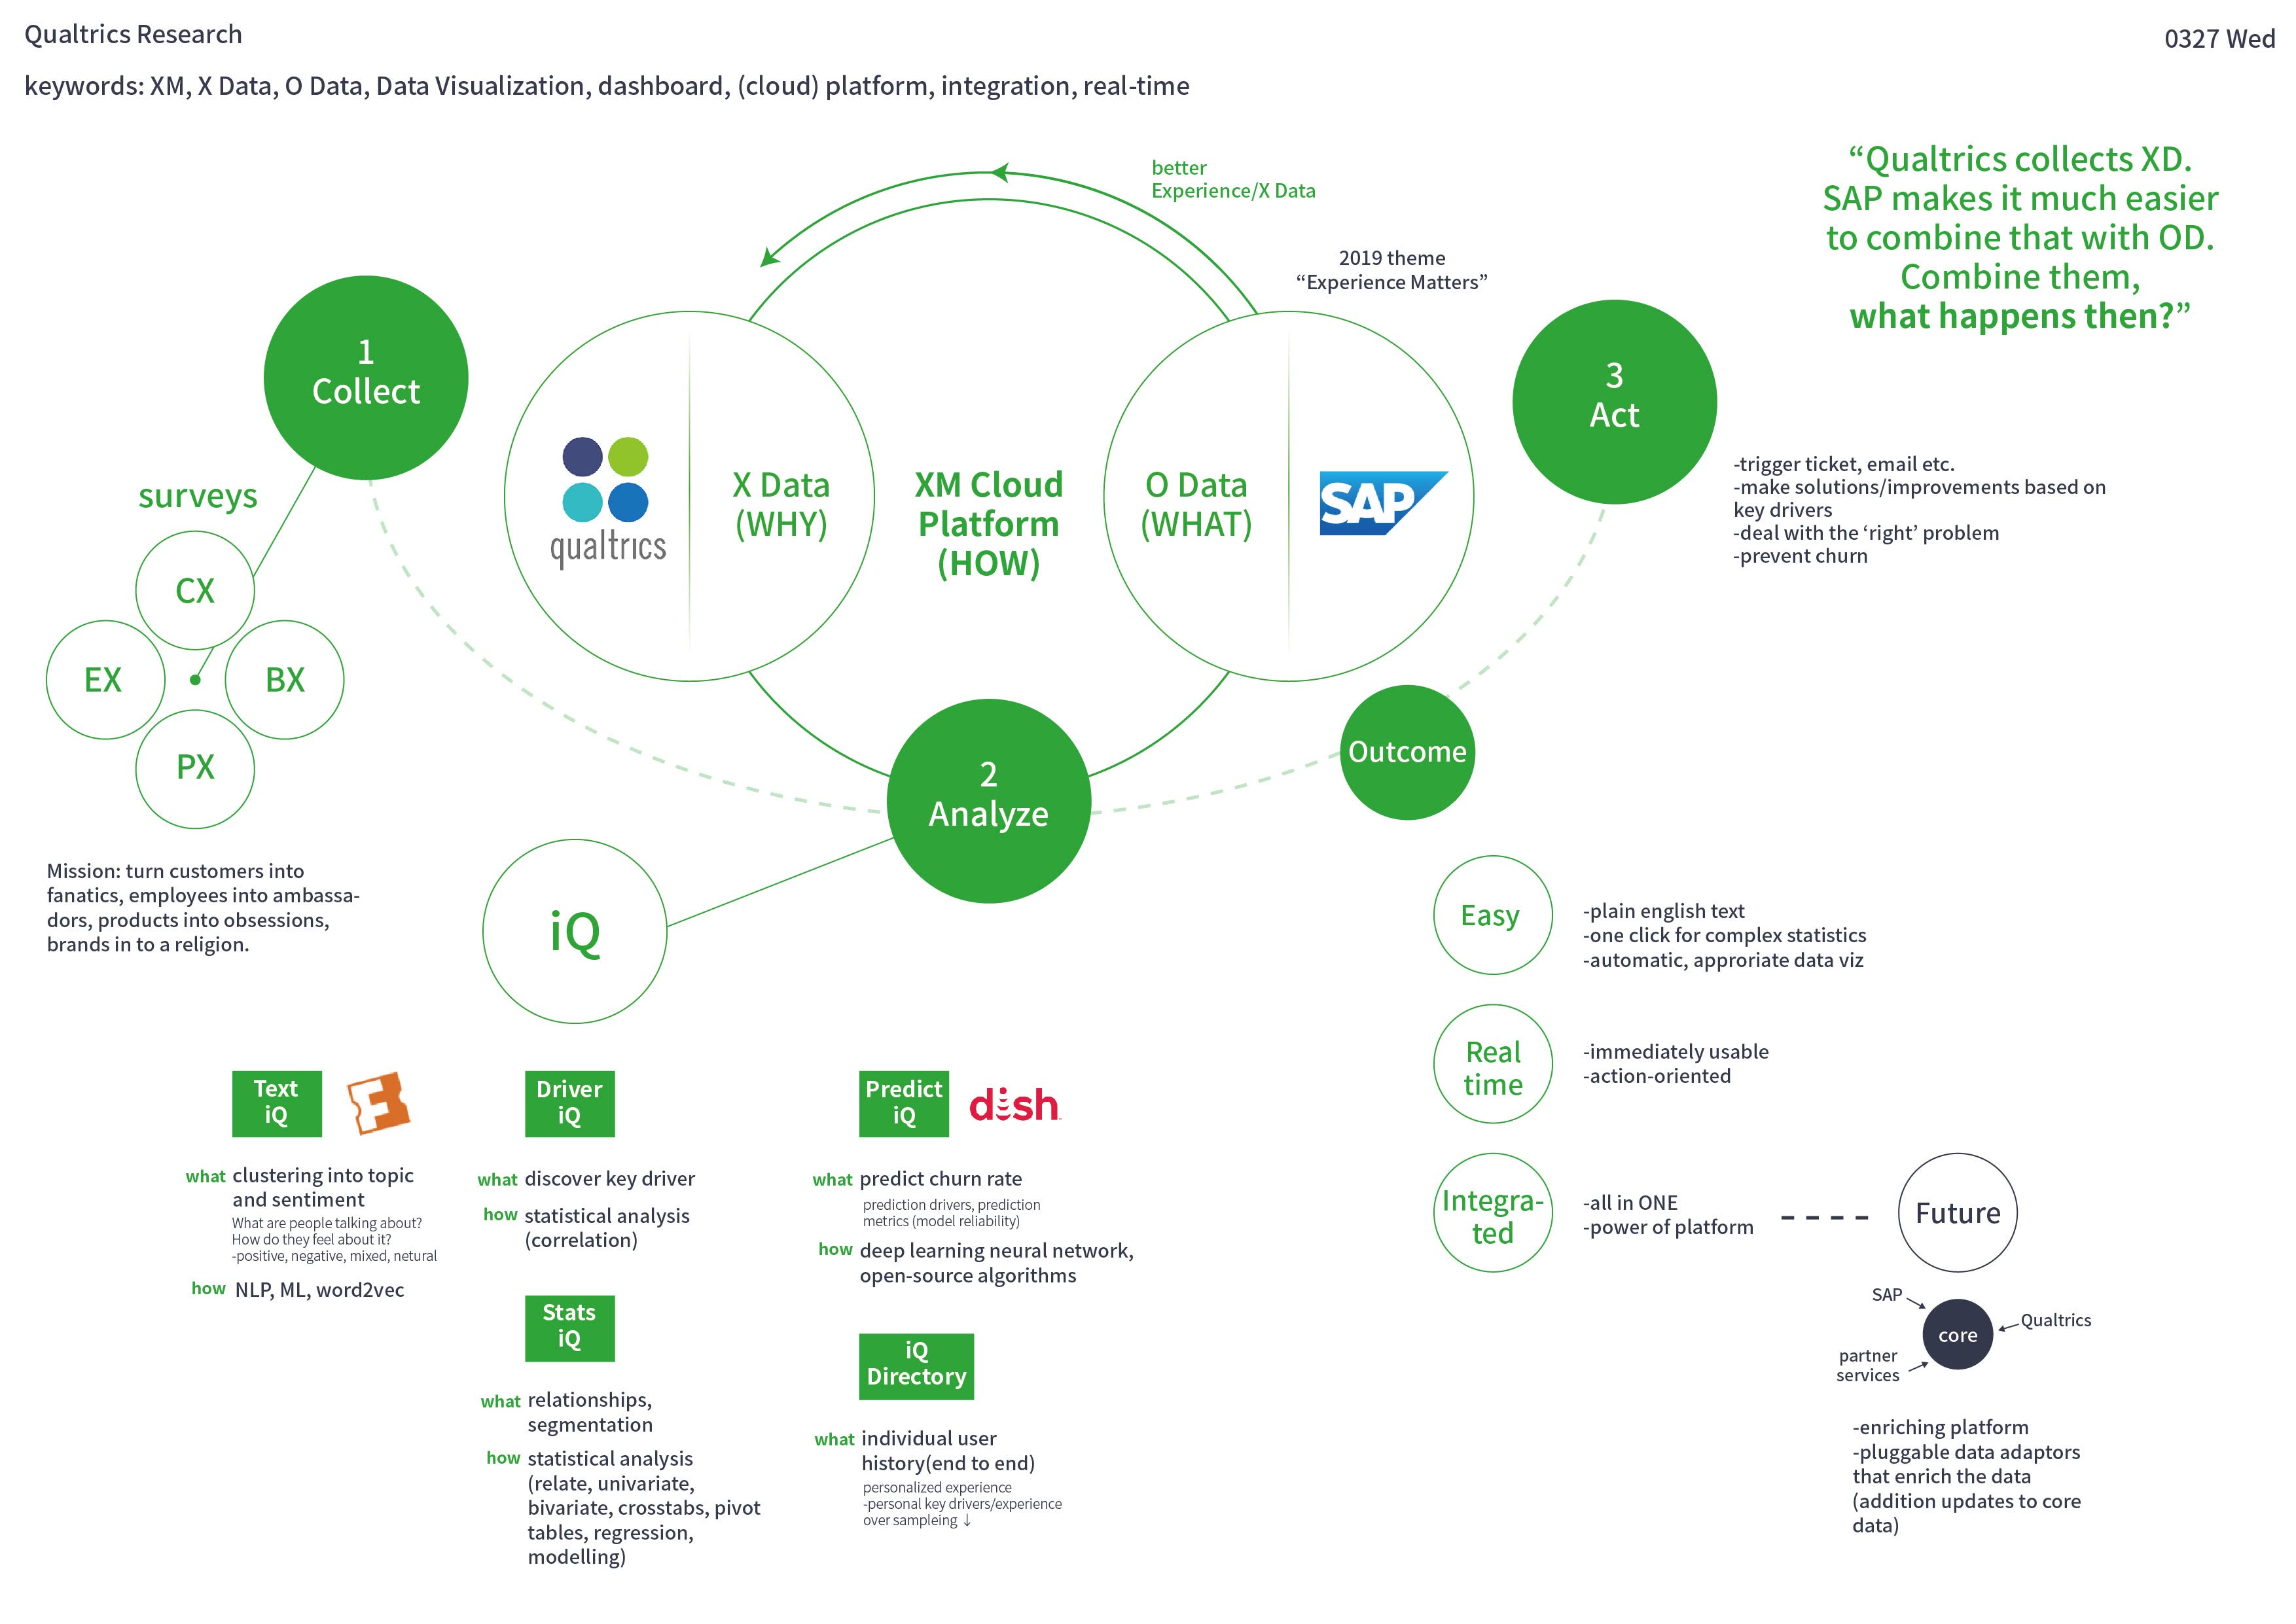 Qualtrics Research
0327 Wed
keywords: XM, X Data, O Data, Data Visualization, dashboard, (cloud) platform, integration, real-time
better
Experience/X Data
“Qualtrics collects XD.
SAP makes it much easier
to combine that with OD.
Combine them,
what happens then?”
2019 theme
“Experience Matters”
1
Collect
surveys
CX
EX
BX
PX
Mission: turn customers into
fanatics, employees into ambassa-
dors, products into obsessions,
brands in to a religion.
qualtrics
X Data
(WHY)
XM Cloud
Platform
(HOW)
O Data
(WHAT)
SAP
3
Act
-trigger ticket, email etc.
-make solutions/improvements based on
key drivers
-deal with the ‘right’ problem
-prevent churn
2
Analyze
Outcome
iQ
Text
iQ
F
what clustering into topic
and sentiment
What are people talking about?
How do they feel about it?
-positive, negative, mixed, netural
how NLP, ML, word2vec
Driver
iQ
what discover key driver
how statistical analysis
(correlation)
Stats
iQ
what relationships,
segmentation
how statistical analysis
(relate, univariate,
bivariate, crosstabs, pivot
tables, regression,
modelling)
Predict
iQ
dish
what predict churn rate
prediction drivers, prediction
metrics (model reliability)
how deep learning neural network,
open-source algorithms
iQ
Directory
what individual user
history(end to end)
personalized experience
-personal key drivers/experience
over sampleing ↓
Easy
-plain english text
-one click for complex statistics
-automatic, approriate data viz
Real
time
-immediately usable
-action-oriented
Integra-
ted
-all in ONE
-power of platform
Future
SAP
Qualtrics
core
partner
services
-enriching platform
-pluggable data adaptors
that enrich the data
(addition updates to core
data)